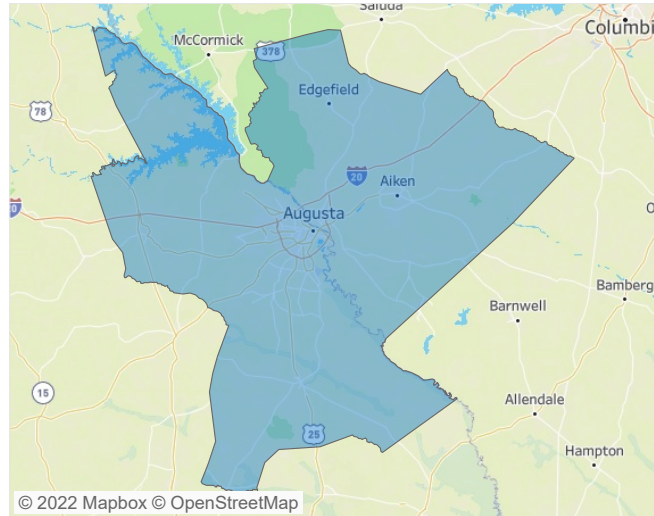 Saluda
McCormick
378
Columbi
Edgefield
78
20
Aiken
Augusta
Bamberg
Barnwell
15
Allendale
25
Hampton
© 2022 Mapbox © OpenStreetMap